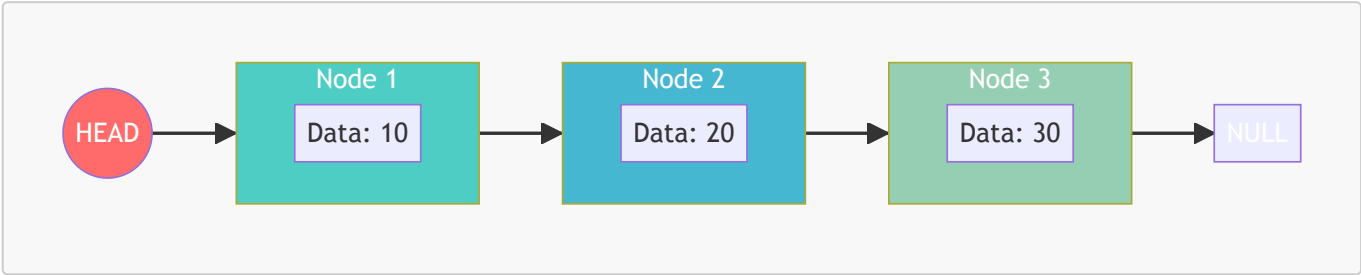 HEAD
Node 1
Data: 10
Node 2
Data: 20
Node 3
Data: 30
NULL